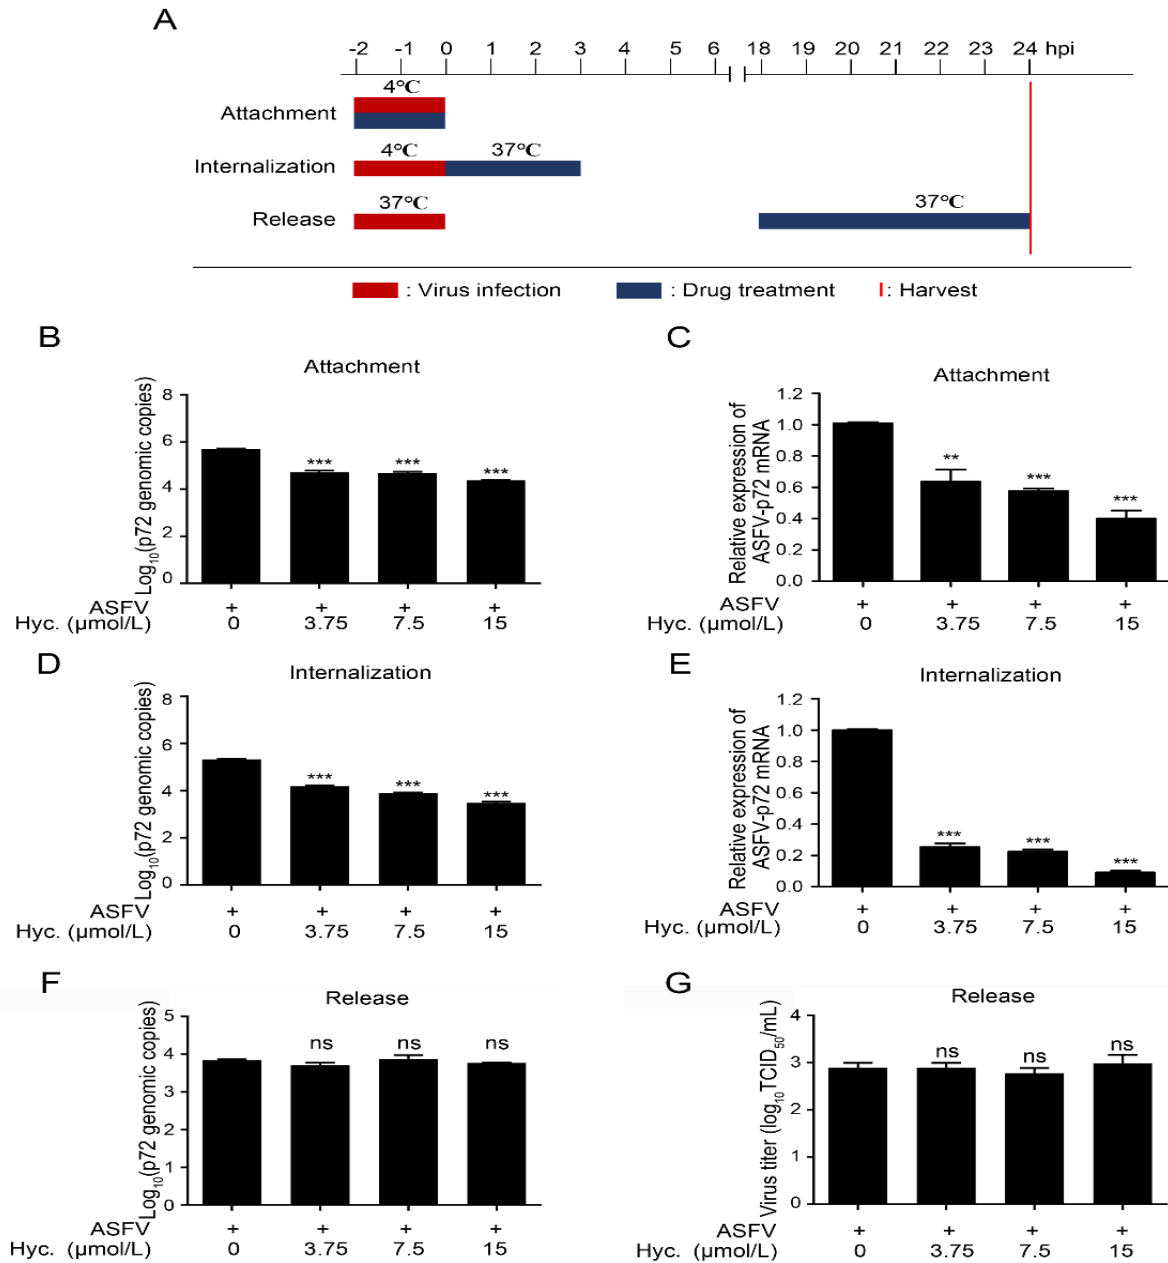 A
-2 -1 0 1 2 3 4 5 6 18 19 20 21 22 23 24 hpi
4°C
Attachment
4°C 37°C
Internalization
37°C 37°C
Release
: Virus infection : Drug treatment : Harvest
B
Attachment
Log10(p72 genomic copies)
8
6
4
2
0
*** *** ***
ASFV + + + +
Hyc. (µmol/L) 0 3.75 7.5 15
C
Attachment
Relative expression of
ASFV-p72 mRNA
1.2
1.0
0.8
0.6
0.4
0.2
0.0
** *** ***
ASFV + + + +
Hyc. (µmol/L) 0 3.75 7.5 15
D
Internalization
Log10(p72 genomic copies)
8
6
4
2
0
*** *** ***
ASFV + + + +
Hyc. (µmol/L) 0 3.75 7.5 15
E
Internalization
Relative expression of
ASFV-p72 mRNA
1.2
1.0
0.8
0.6
0.4
0.2
0.0
*** *** ***
ASFV + + + +
Hyc. (µmol/L) 0 3.75 7.5 15
F
Release
Log10(p72 genomic copies)
5
4
3
2
1
0
ns ns ns
ASFV + + + +
Hyc. (µmol/L) 0 3.75 7.5 15
G
Release
Virus titer (log10TCID50/mL)
4
3
2
1
0
ns ns ns
ASFV + + + +
Hyc. (µmol/L) 0 3.75 7.5 15